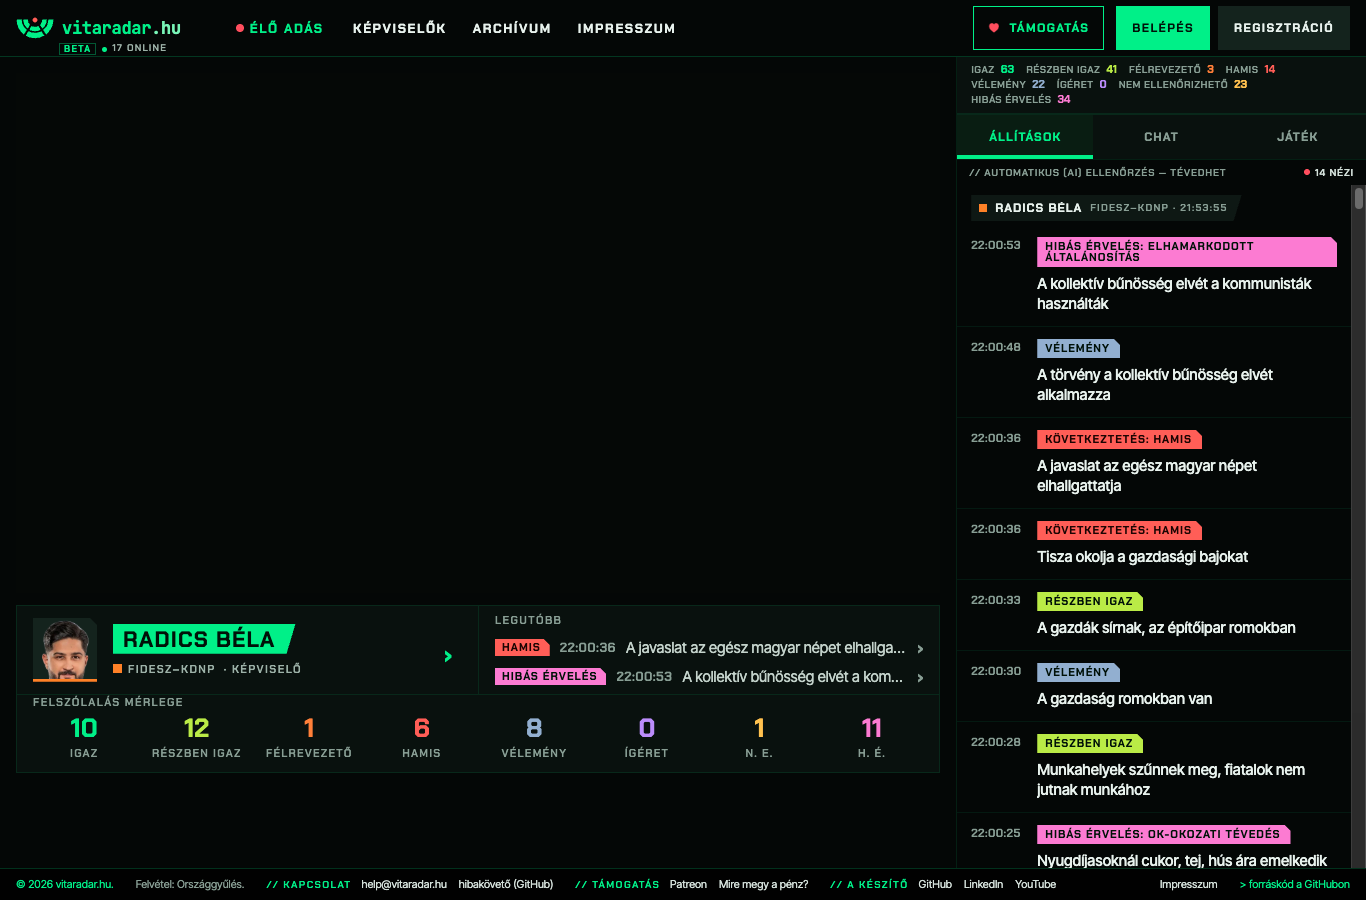 vitaradar.hu
BETA 17 ONLINE
ÉLŐ ADÁS KÉPVISELŐK ARCHÍVUM IMPRESSZUM
TÁMOGATÁS BELÉPÉS REGISZTRÁCIÓ
IGAZ 63 RÉSZBEN IGAZ 41 FÉLREVEZETŐ 3 HAMIS 14
VÉLEMÉNY 22 ÍGÉRET 0 NEM ELLENŐRIZHETŐ 23
HIBÁS ÉRVELÉS 34
ÁLLÍTÁSOK CHAT JÁTÉK
// AUTOMATIKUS (AI) ELLENŐRZÉS – TÉVEDHET 14 NÉZI
RADICS BÉLA FIDESZ–KDNP · 21:53:55
22:00:53 HIBÁS ÉRVELÉS: ELHAMARKODOTT
ÁLTALÁNOSÍTÁS
A kollektív bűnösség elvét a kommunisták
használták
22:00:48 VÉLEMÉNY
A törvény a kollektív bűnösség elvét
alkalmazza
22:00:36 KÖVETKEZTETÉS: HAMIS
A javaslat az egész magyar népet
elhallgattatja
22:00:36 KÖVETKEZTETÉS: HAMIS
Tisza okolja a gazdasági bajokat
22:00:33 RÉSZBEN IGAZ
A gazdák sírnak, az építőipar romokban
22:00:30 VÉLEMÉNY
A gazdaság romokban van
22:00:28 RÉSZBEN IGAZ
Munkahelyek szűnnek meg, fiatalok nem
jutnak munkához
22:00:25 HIBÁS ÉRVELÉS: OK-OKOZATI TÉVEDÉS
Nyugdíjasoknál cukor, tej, hús ára emelkedik
RADICS BÉLA
FIDESZ–KDNP · KÉPVISELŐ
LEGUTÓBB
HAMIS 22:00:36 A javaslat az egész magyar népet elhallga...
HIBÁS ÉRVELÉS 22:00:53 A kollektív bűnösség elvét a kom...
FELSZÓLALÁS MÉRLEGE
10 12 1 6 8 0 1 11
IGAZ RÉSZBEN IGAZ FÉLREVEZETŐ HAMIS VÉLEMÉNY ÍGÉRET N. E. H. É.
© 2026 vitaradar.hu. Felvétel: Országgyűlés. // KAPCSOLAT help@vitaradar.hu hibakövető (GitHub) // TÁMOGATÁS Patreon Mire megy a pénz? // A KÉSZÍTŐ GitHub LinkedIn YouTube Impresszum > forráskód a GitHubon